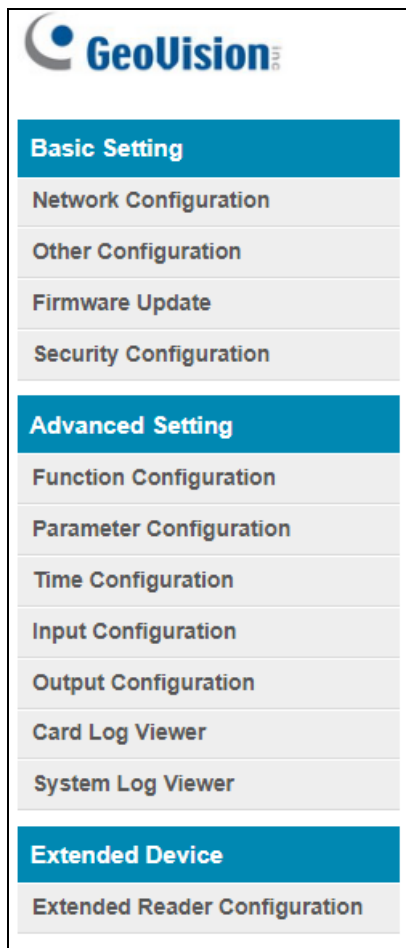 GeoVision inc
Basic Setting
Network Configuration
Other Configuration
Firmware Update
Security Configuration
Advanced Setting
Function Configuration
Parameter Configuration
Time Configuration
Input Configuration
Output Configuration
Card Log Viewer
System Log Viewer
Extended Device
Extended Reader Configuration